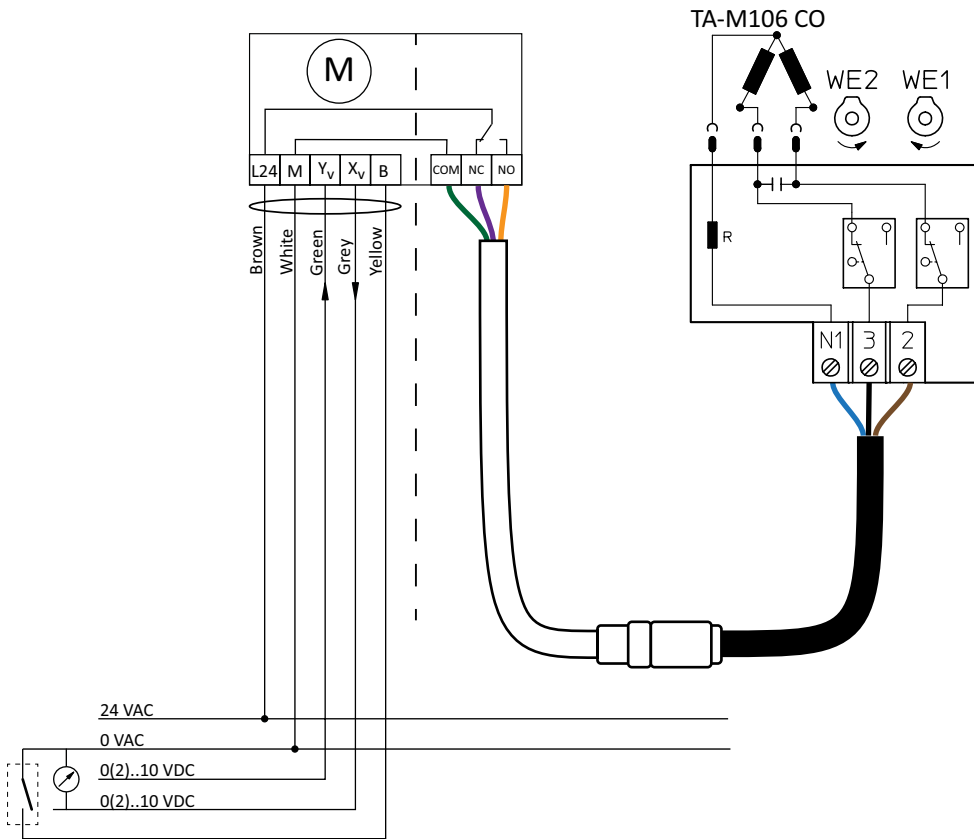 TA-M106 CO
M
WE2 WE1
L24 M Yv Xv B COM NC NO
R
Brown
White
Green
Grey
Yellow
N1 3 2
24 VAC
0 VAC
0(2)..10 VDC
0(2)..10 VDC